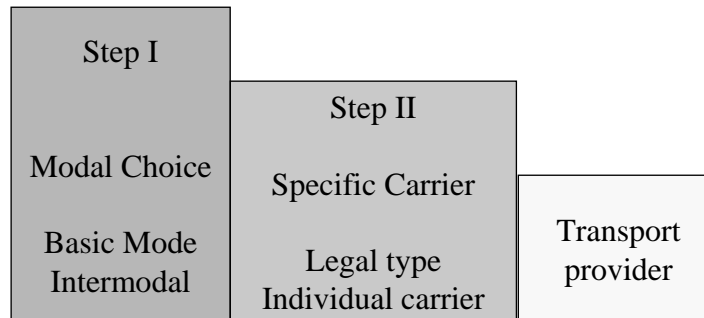 Step I
Modal Choice
Basic Mode
Intermodal
Step II
Specific Carrier
Legal type
Individual carrier
Transport
provider